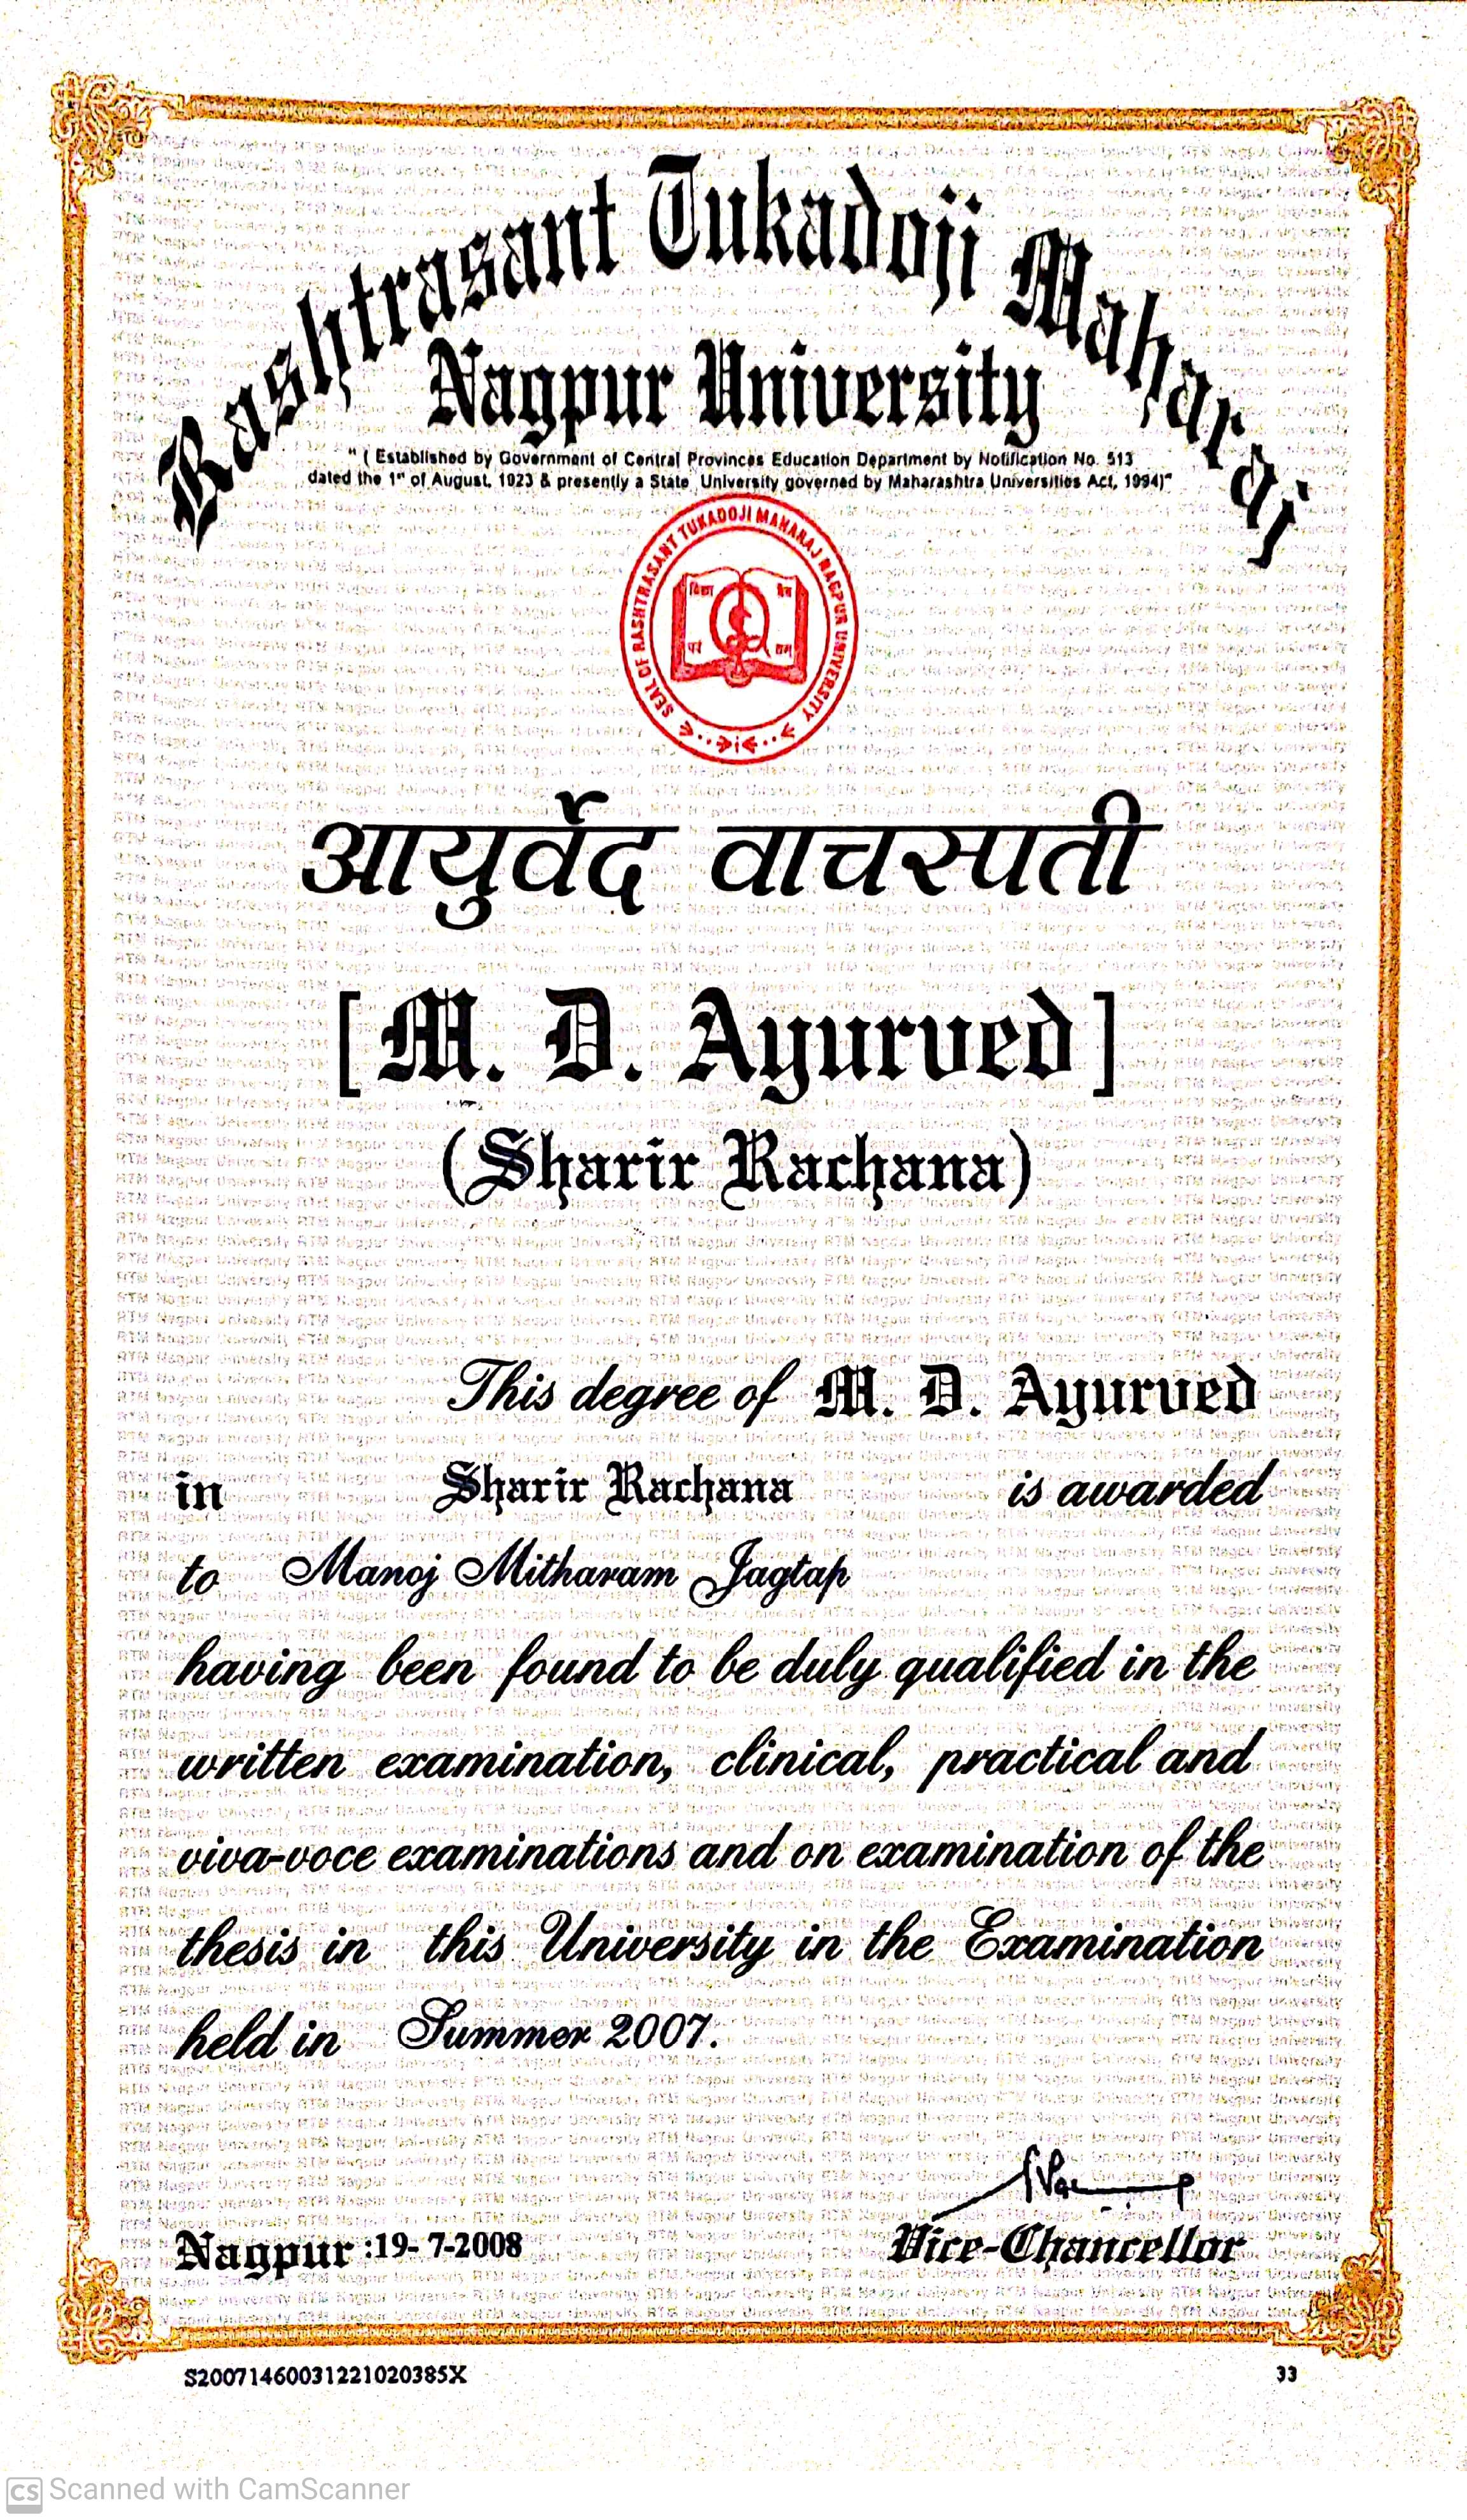 Rashtrasant Tukadoji Maharaj
Nagpur University
" ( Established by Government of Central Provinces Education Department by Notification No. 513
dated the 1st of August, 1923 & presently a State University governed by Maharashtra Universities Act, 1994)"
SEAL OF RASHTRASANT TUKADOJI MAHARAJ NAGPUR UNIVERSITY
आयुर्वेद वाचस्पती
[ M. D. Ayurved ]
(Sharir Rachana)
This degree of M. D. Ayurved
in Sharir Rachana is awarded
to Manoj Mitharam Jagtap
having been found to be duly qualified in the
written examination, clinical, practical and
viva-voce examinations and on examination of the
thesis in this University in the Examination
held in Summer 2007.
Nagpur :19- 7-2008 Vice-Chancellor
S20071460031221020385X 33
CS Scanned with CamScanner